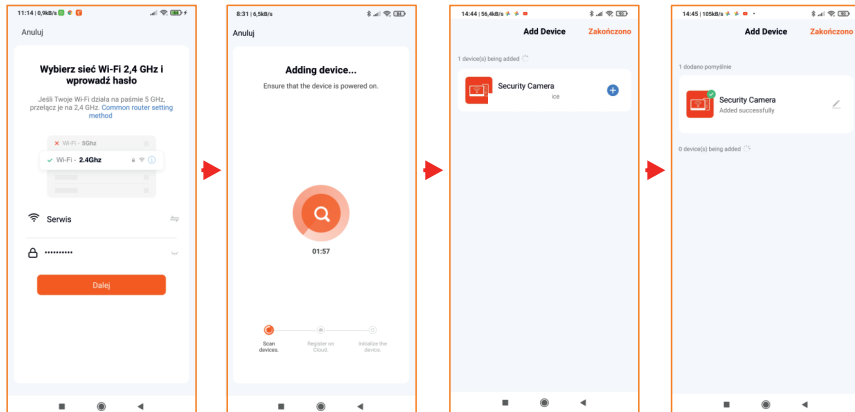 11:14 | 0,9kB/s
Anuluj
Wybierz sieć Wi-Fi 2,4 GHz i
wprowadź hasło
Jeśli Twoje Wi-Fi działa na paśmie 5 GHz,
przełącz je na 2,4 GHz. Common router setting
method
Wi-Fi - 5Ghz
Wi-Fi - 2.4Ghz
Serwis
••••••••••
Dalej
8:31 | 6,5kB/s
Anuluj
Adding device...
Ensure that the device is powered on.
01:57
Scan
devices.
Register on
Cloud.
Initialize the
device.
14:44 | 56,4kB/s
Add Device
Zakończono
1 device(s) being added
Security Camera
ice
14:45 | 105kB/s
Add Device
Zakończono
1 dodano pomyślnie
Security Camera
Added successfully
0 device(s) being added